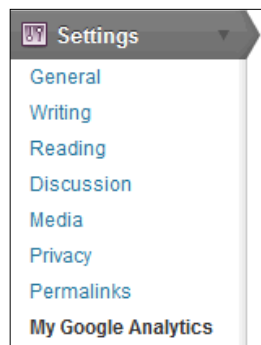 Settings
General
Writing
Reading
Discussion
Media
Privacy
Permalinks
My Google Analytics